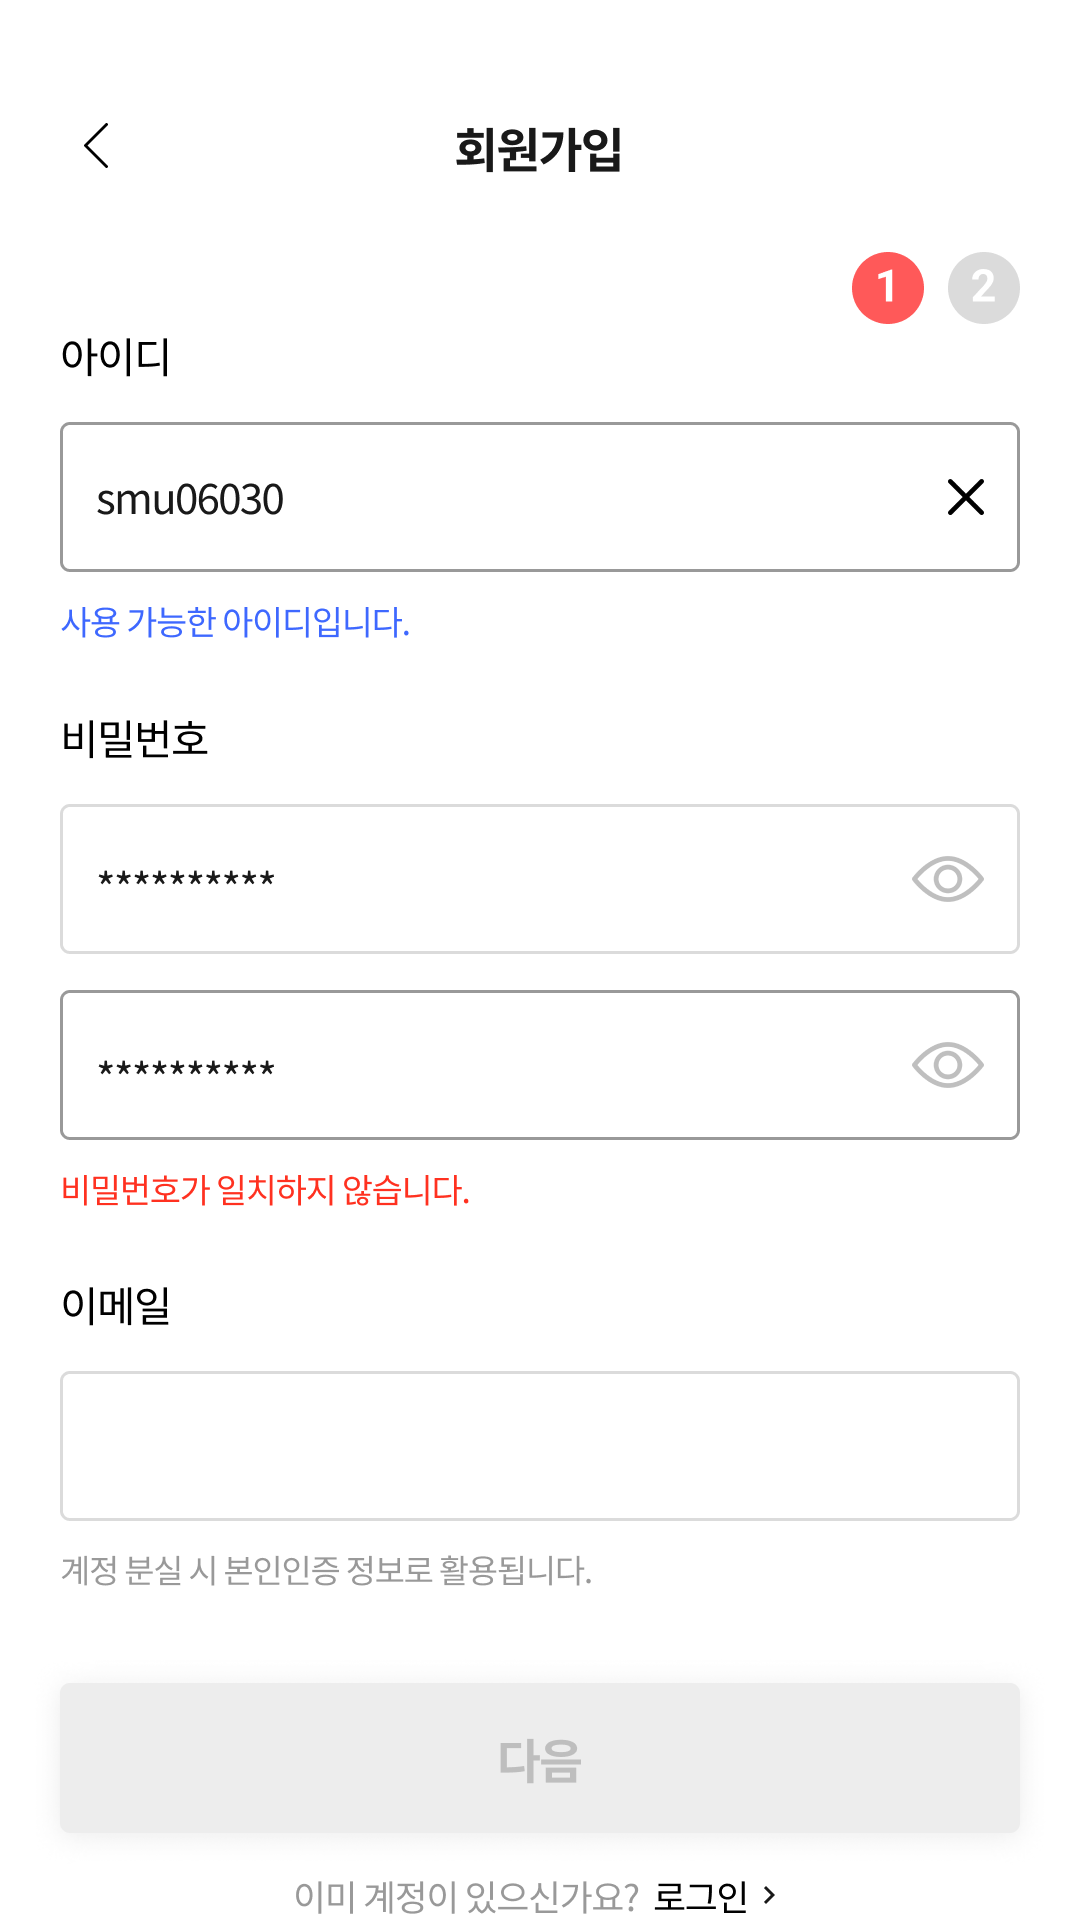 회원가입
1 2
아이디
smu06030
사용 가능한 아이디입니다.
비밀번호
**********
**********
비밀번호가 일치하지 않습니다.
이메일
계정 분실 시 본인인증 정보로 활용됩니다.
다음
이미 계정이 있으신가요? 로그인 >